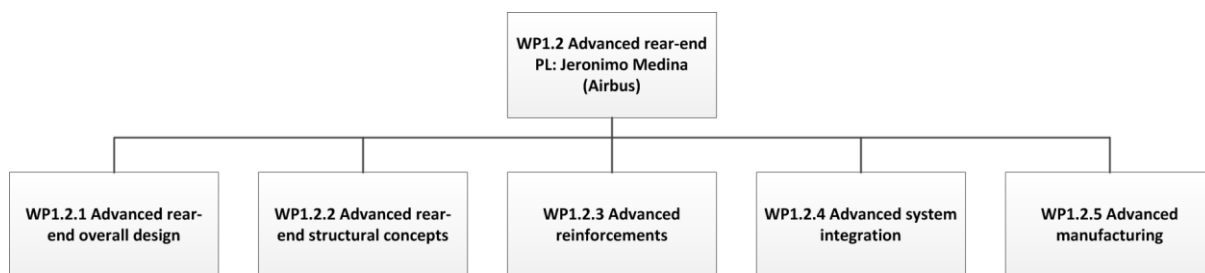 WP1.2 Advanced rear-end
PL: Jeronimo Medina
(Airbus)
WP1.2.1 Advanced rear-
end overall design
WP1.2.2 Advanced rear-
end structural concepts
WP1.2.3 Advanced
reinforcements
WP1.2.4 Advanced system
integration
WP1.2.5 Advanced
manufacturing